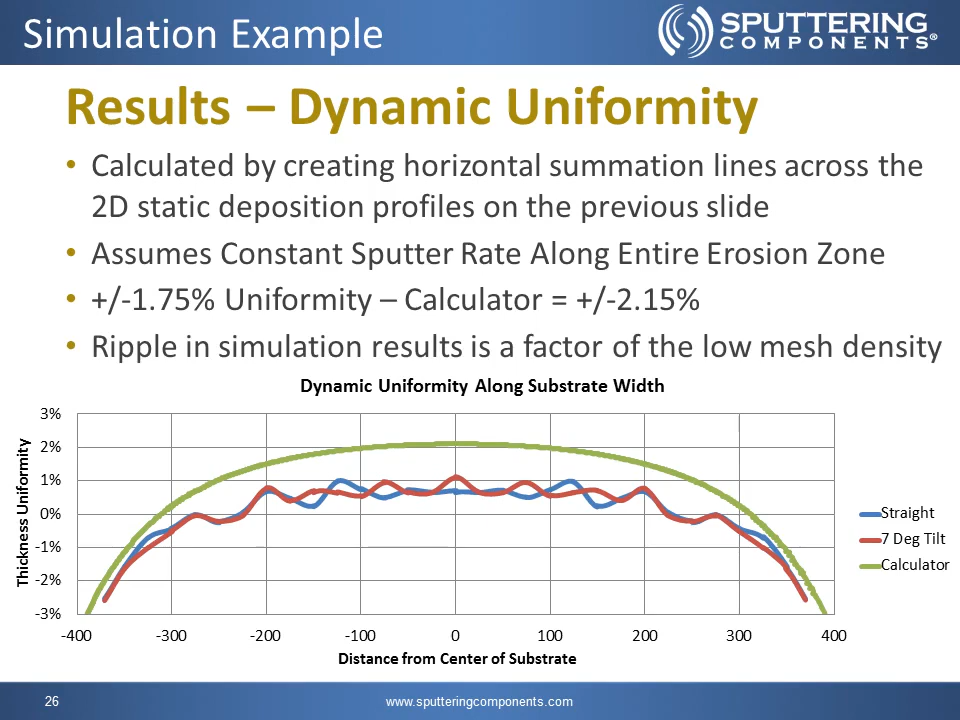 Simulation Example
SPUTTERING
COMPONENTS®
Results – Dynamic Uniformity
• Calculated by creating horizontal summation lines across the
2D static deposition profiles on the previous slide
• Assumes Constant Sputter Rate Along Entire Erosion Zone
• +/-1.75% Uniformity – Calculator = +/-2.15%
• Ripple in simulation results is a factor of the low mesh density
Dynamic Uniformity Along Substrate Width
Thickness Uniformity
3%
2%
1%
0%
-1%
-2%
-3%
-400 -300 -200 -100 0 100 200 300 400
Distance from Center of Substrate
Straight
7 Deg Tilt
Calculator
26
www.sputteringcomponents.com